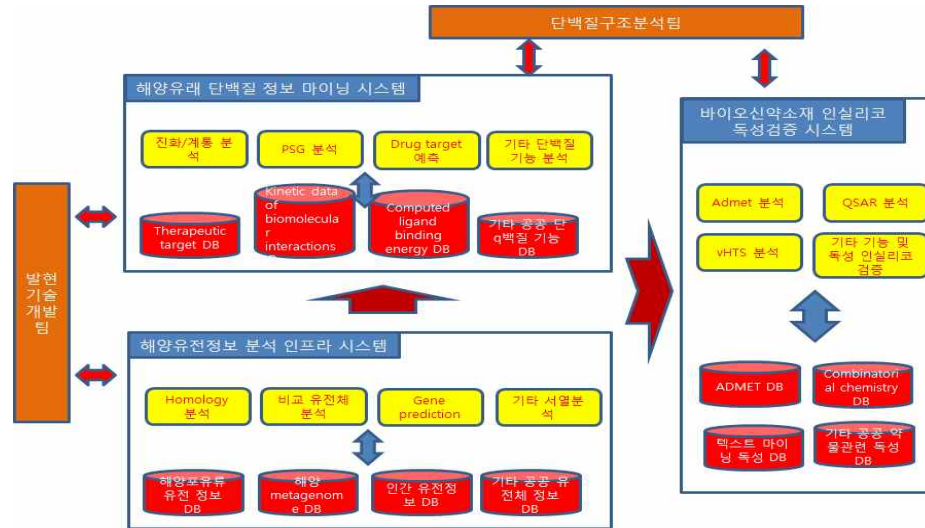 단백질구조분석팀
해양유래 단백질 정보 마이닝 시스템
진화/계통 분
석
PSG 분석
Drug target
예측
기타 단백질
기능 분석
Therapeutic
target DB
Kinetic data
of
biomolecula
r
interactions
Computed
ligand
binding
energy DB
기타 공공 단
q백질 기능
DB
바이오신약소재 인실리코
독성검증 시스템
Admet 분석
QSAR 분석
vHTS 분석
기타 기능 및
독성 인실리코
검증
ADMET DB
Combinatori
al chemistry
DB
텍스트 마이
닝 독성 DB
기타 공공 약
물관련 독성
DB
발현
기술
개발
팀
해양유전정보 분석 인프라 시스템
Homology
분석
비교 유전체
분석
Gene
prediction
기타 서열분
석
해양포유류
유전 정보 DB
해양
metagenom
e DB
인간 유전정
보 DB
기타 공공 유
전체 정보 DB